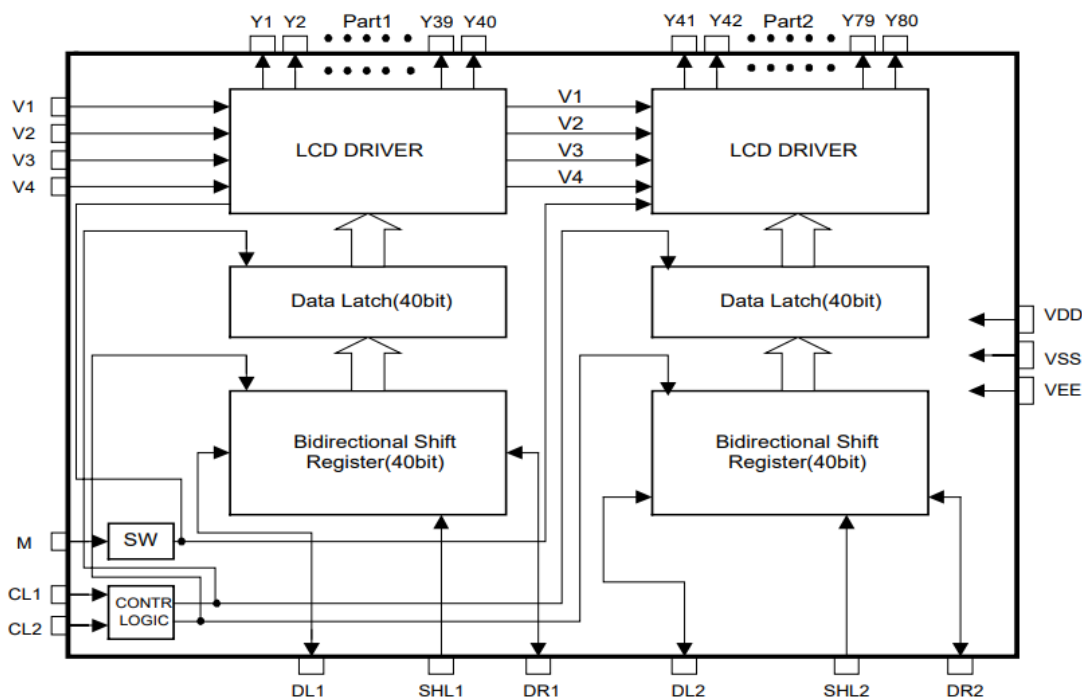 Y1 Y2 Part1 Y39 Y40 Y41 Y42 Part2 Y79 Y80
V1
V2
V3
V4
LCD DRIVER
V1
V2
V3
V4
LCD DRIVER
Data Latch(40bit)
Data Latch(40bit)
VDD
VSS
VEE
Bidirectional Shift
Register(40bit)
Bidirectional Shift
Register(40bit)
M
SW
CL1
CL2
CONTR
LOGIC
DL1 SHL1 DR1 DL2 SHL2 DR2